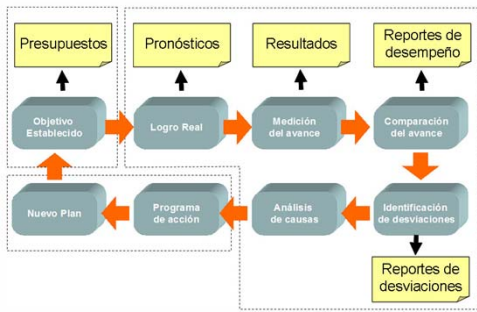 Presupuestos
Pronósticos
Resultados
Reportes de
desempeño
Objetivo
Establecido
Logro Real
Medición
del avance
Comparación
del avance
Nuevo Plan
Programa
de acción
Análisis
de causas
Identificación
de desviaciones
Reportes de
desviaciones